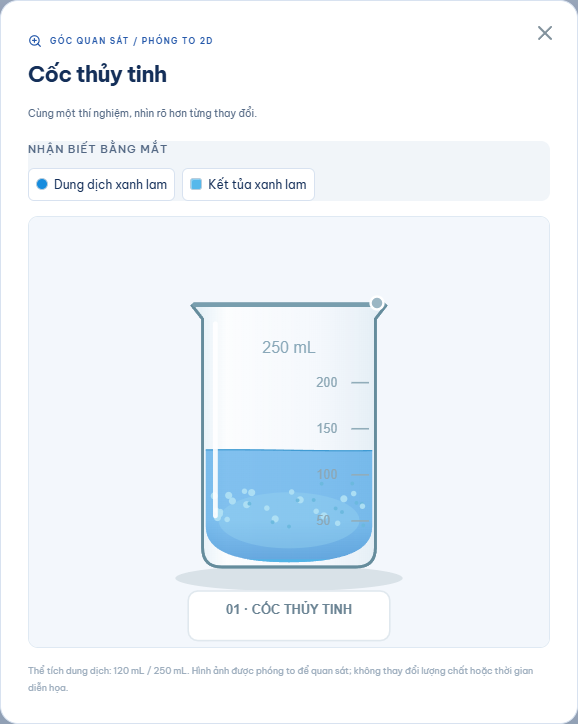 GÓC QUAN SÁT / PHÓNG TO 2D
Cốc thủy tinh
Cùng một thí nghiệm, nhìn rõ hơn từng thay đổi.
NHẬN BIẾT BẰNG MẮT
Dung dịch xanh lam
Kết tủa xanh lam
250 mL
200
150
100
50
01 · CỐC THỦY TINH
Thể tích dung dịch: 120 mL / 250 mL. Hình ảnh được phóng to để quan sát; không thay đổi lượng chất hoặc thời gian
diễn họa.